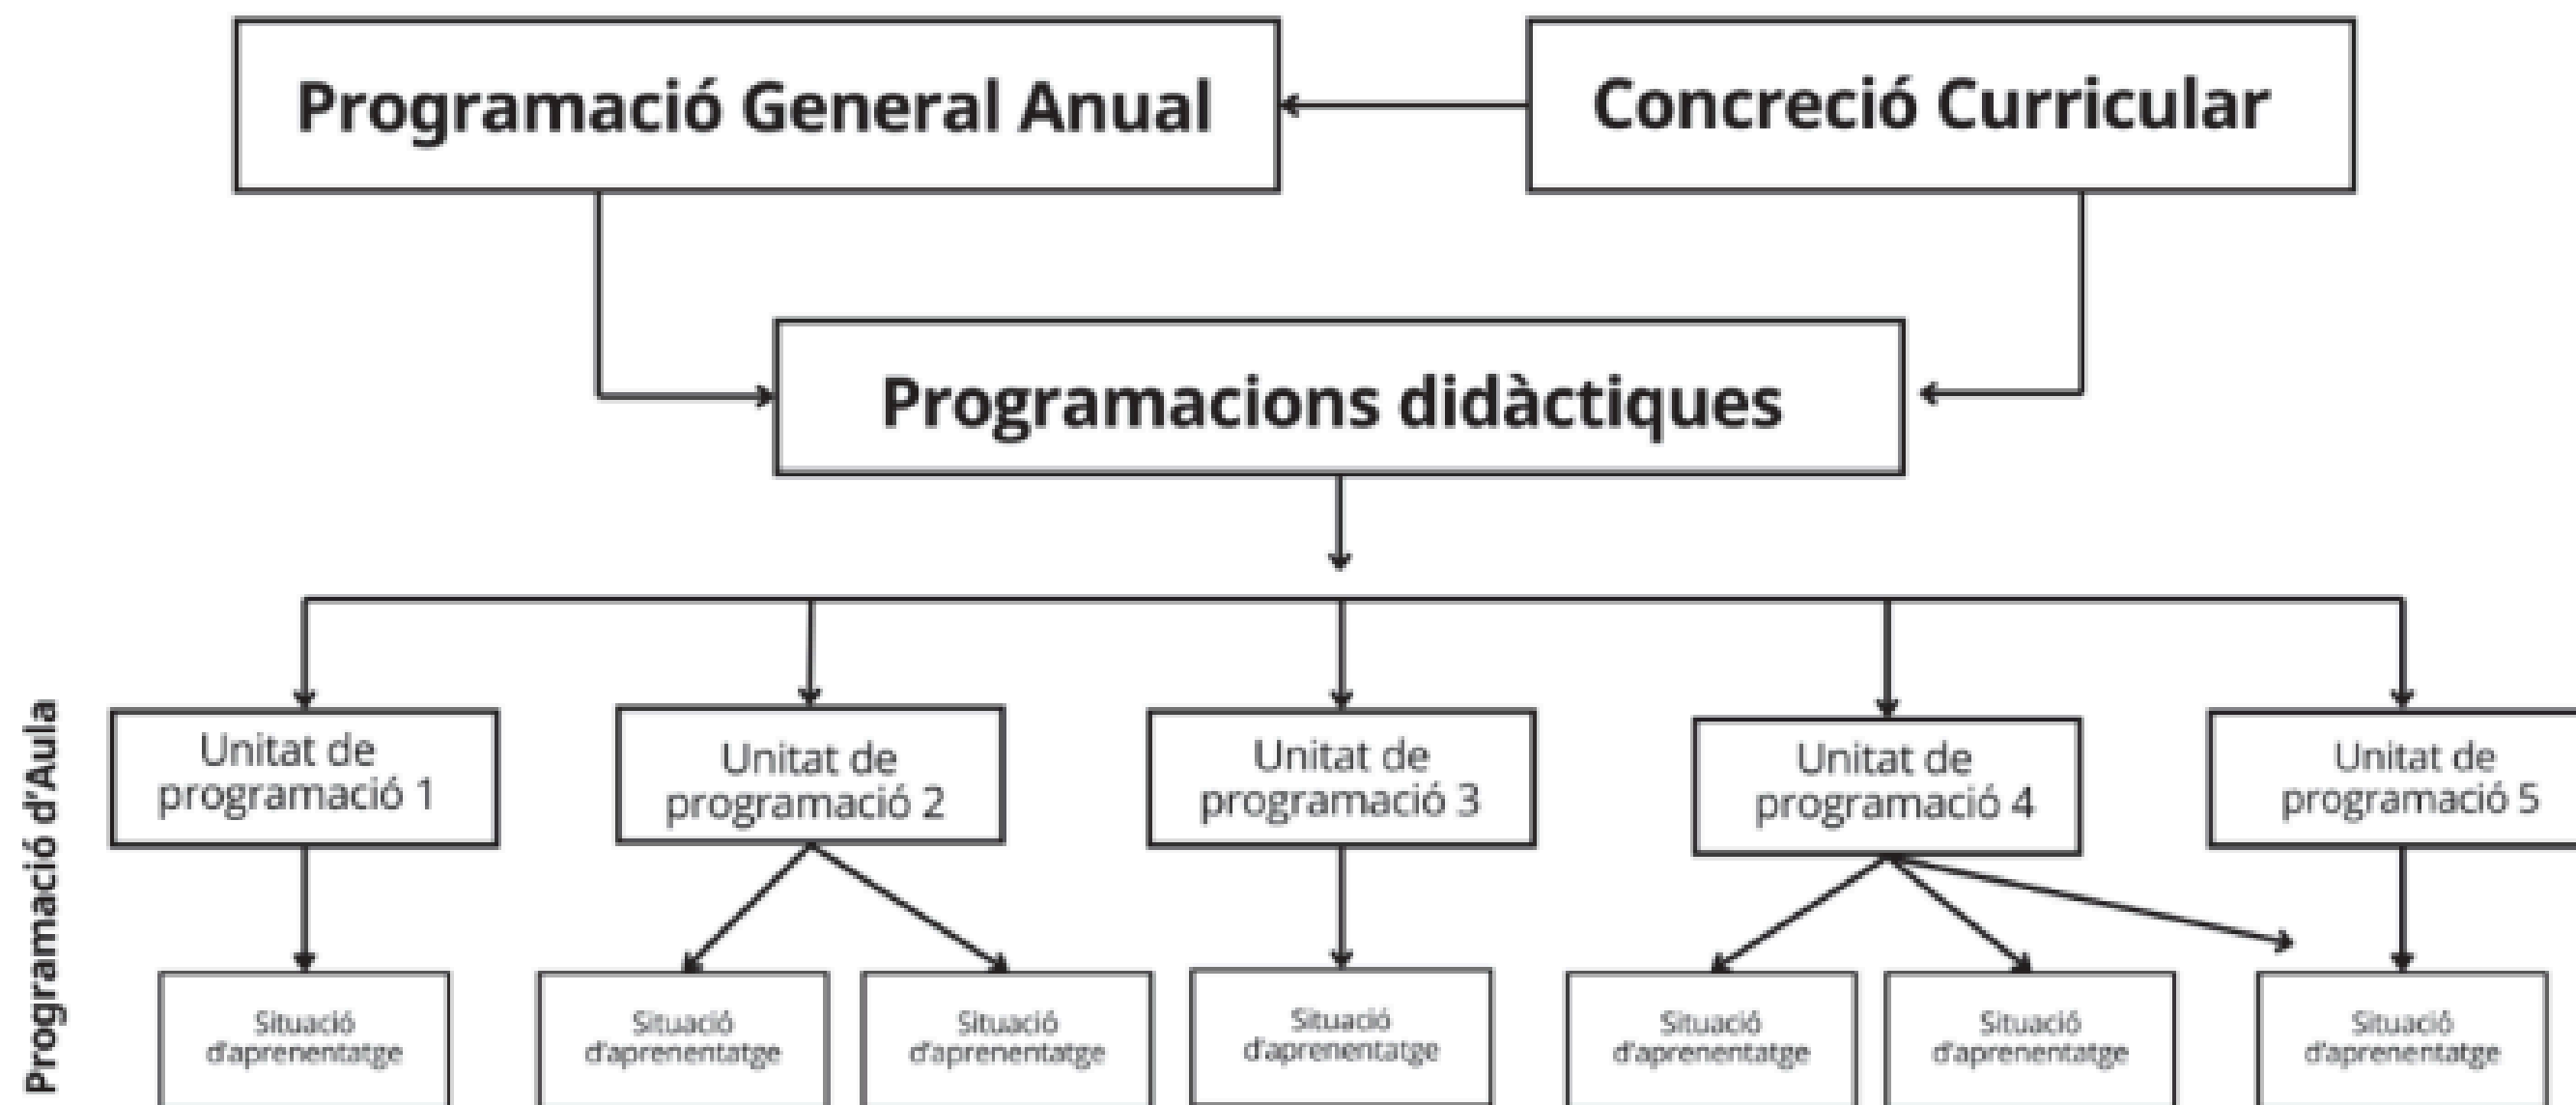 Programació General Anual
Concreció Curricular
Programacions didàctiques
Programació d'Aula
Unitat de
programació 1
Unitat de
programació 2
Unitat de
programació 3
Unitat de
programació 4
Unitat de
programació 5
Situació
d'aprenentatge
Situació
d'aprenentatge
Situació
d'aprenentatge
Situació
d'aprenentatge
Situació
d'aprenentatge
Situació
d'aprenentatge
Situació
d'aprenentatge